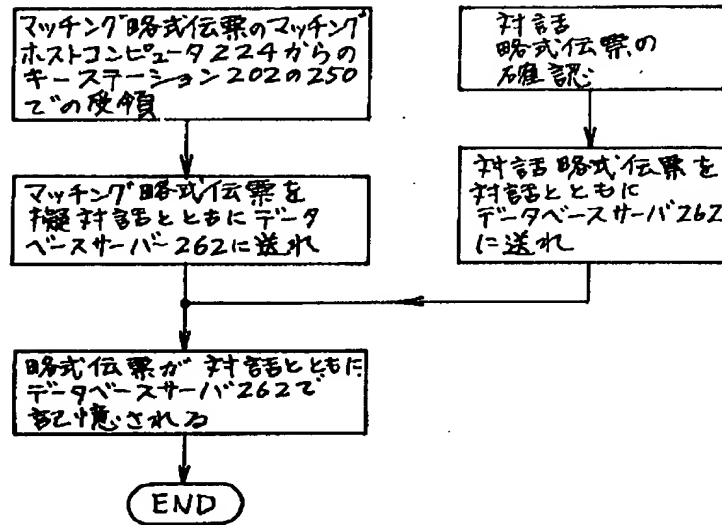 マッチング略式伝票のマッチング
ホストコンピュータ224からの
キーステーション202の250
での受領
対話
略式伝票の
確認
マッチング略式伝票を
擬対話とともにデータ
ベースサーバー262に送れ
対話略式伝票を
対話とともに
データベースサーバ262
に送れ
略式伝票が対話とともに
データベースサーバ262で
記憶される
END